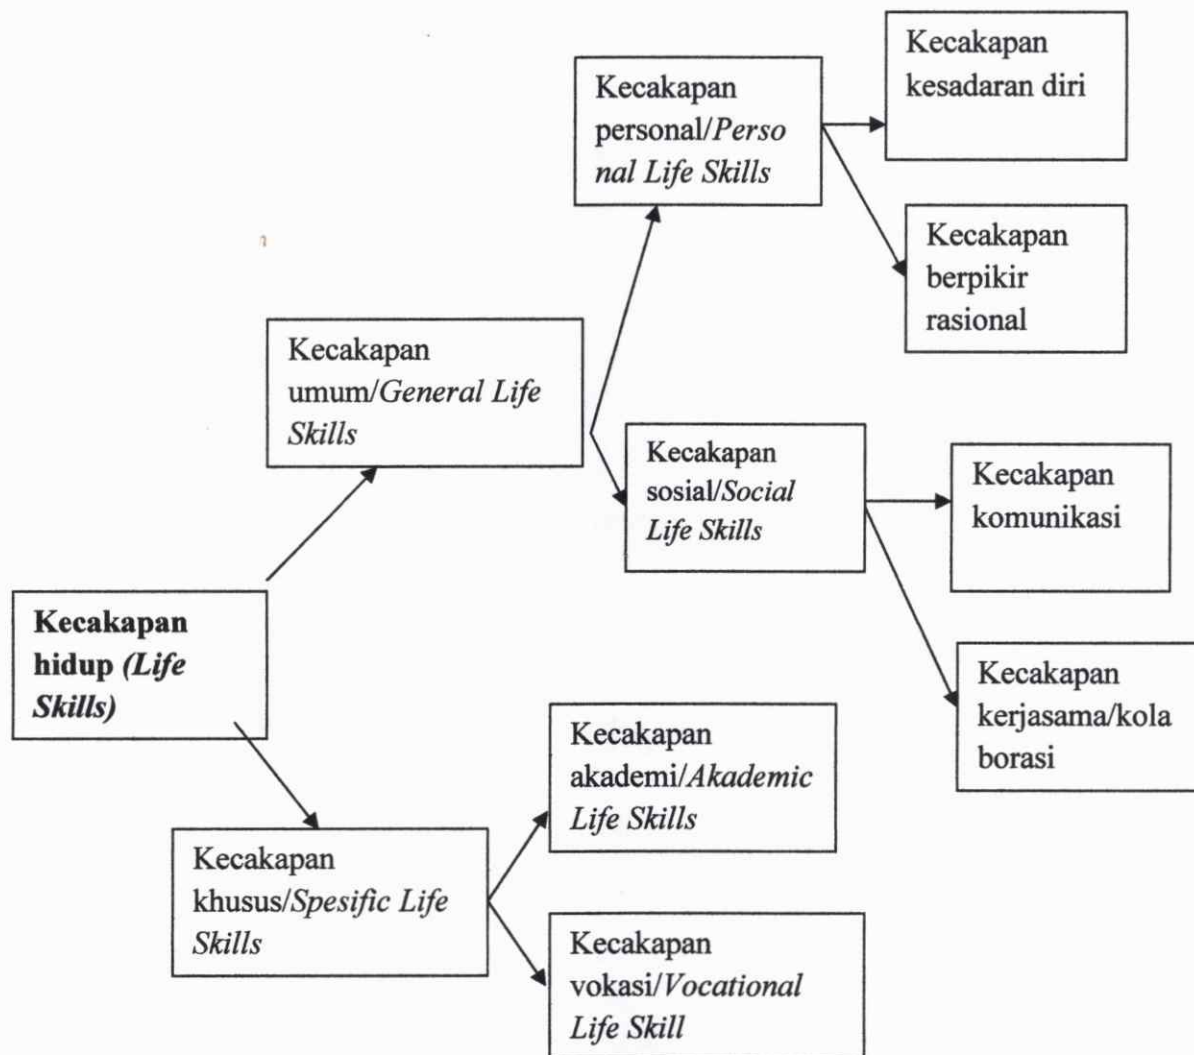 Kecakapan
kesadaran diri
Kecakapan
personal/Perso
nal Life Skills
Kecakapan
berpikir
rasional
Kecakapan
umum/General Life
Skills
Kecakapan
sosial/Social
Life Skills
Kecakapan
komunikasi
Kecakapan
hidup (Life
Skills)
Kecakapan
kerjasama/kola
borasi
Kecakapan
akademi/Akademic
Life Skills
Kecakapan
khusus/Spesific Life
Skills
Kecakapan
vokasi/Vocational
Life Skill